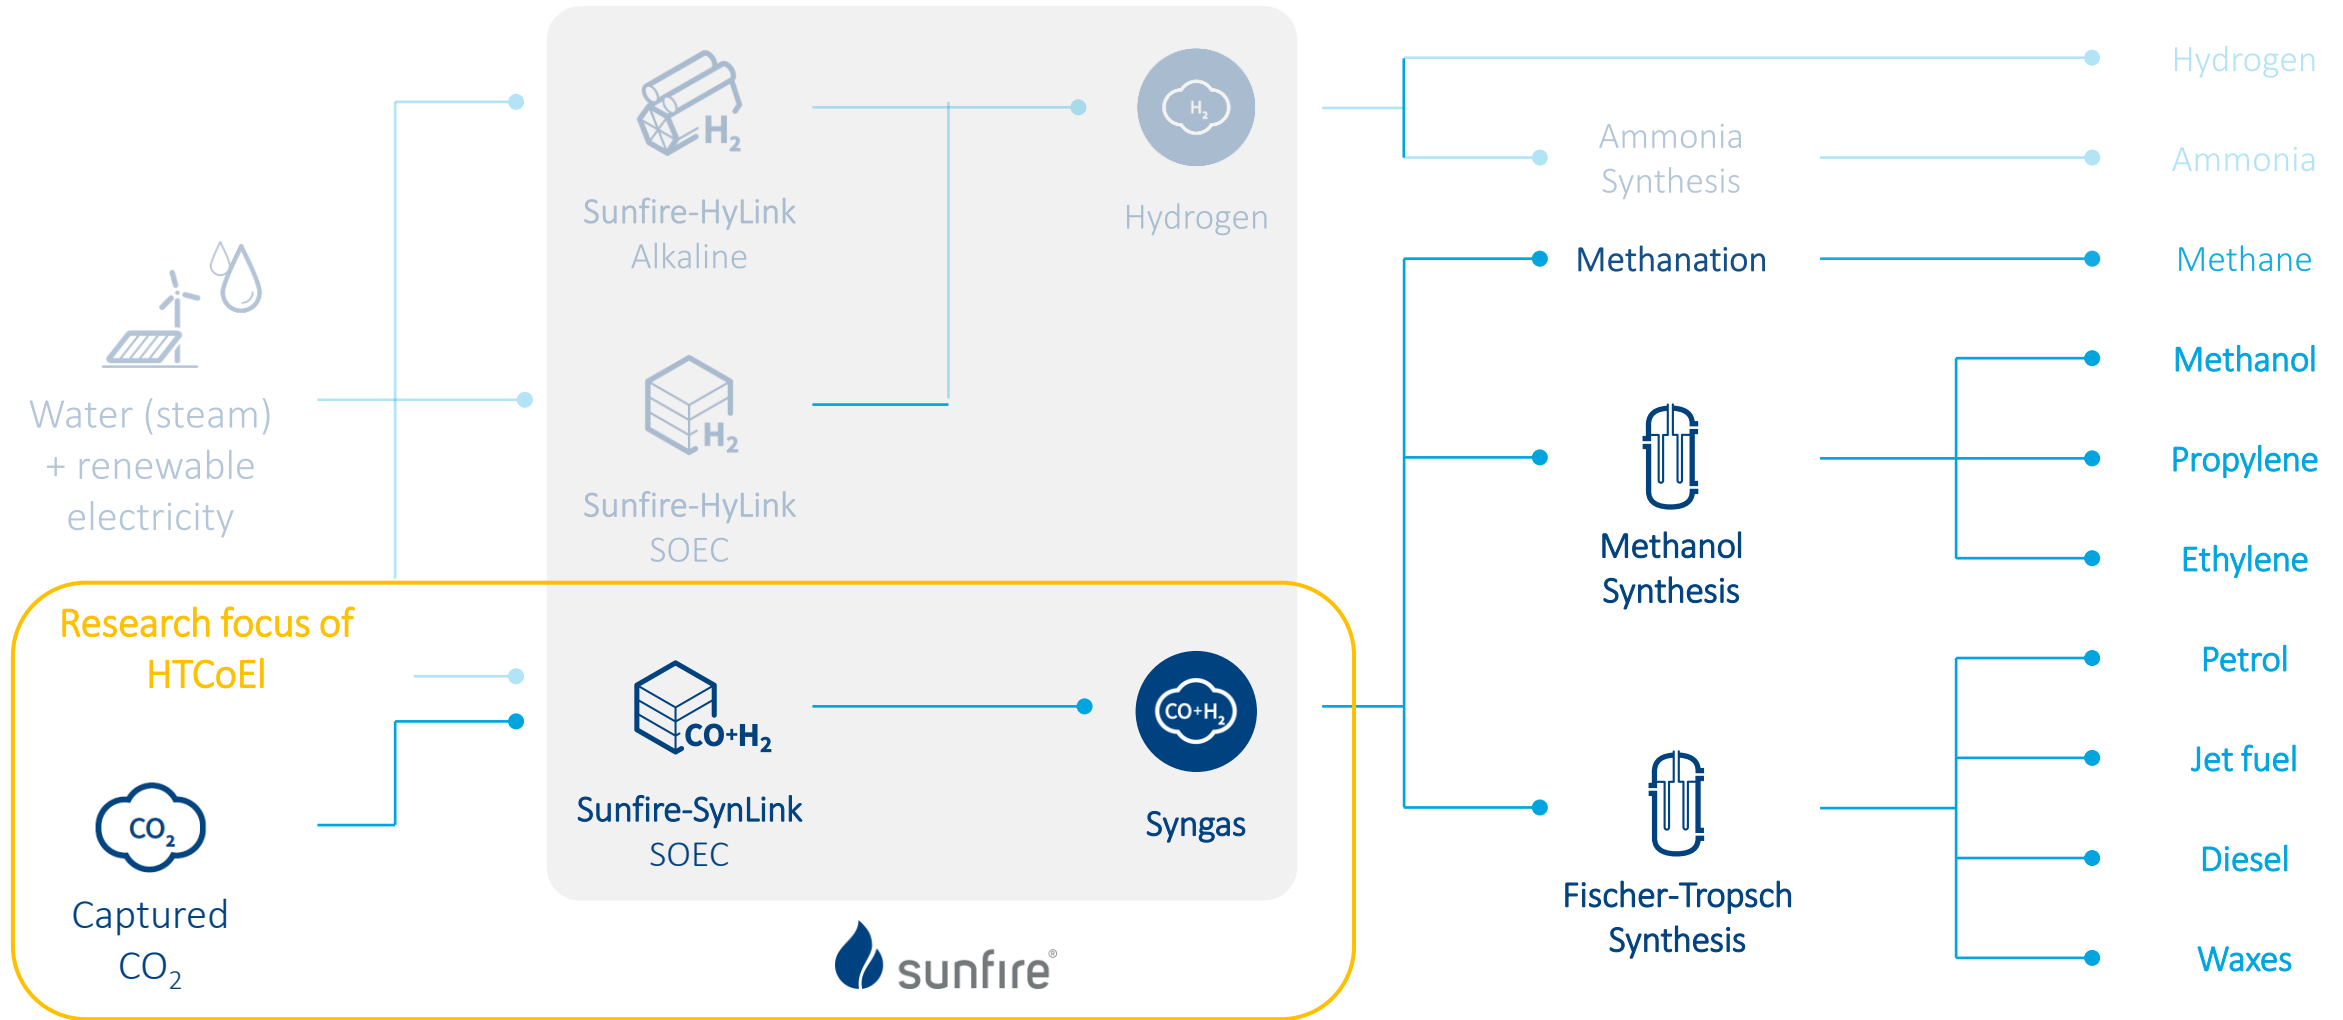 H2
Sunfire-HyLink
Alkaline
H2
Hydrogen
Hydrogen
Ammonia
Synthesis
Ammonia
Methanation
Methane
Water (steam)
+ renewable
electricity
H2
Sunfire-HyLink
SOEC
Methanol
Synthesis
Methanol
Propylene
Ethylene
Research focus of
HTCoEl
CO2
Captured
CO2
CO+H2
Sunfire-SynLink
SOEC
CO+H2
Syngas
sunfire®
Fischer-Tropsch
Synthesis
Petrol
Jet fuel
Diesel
Waxes